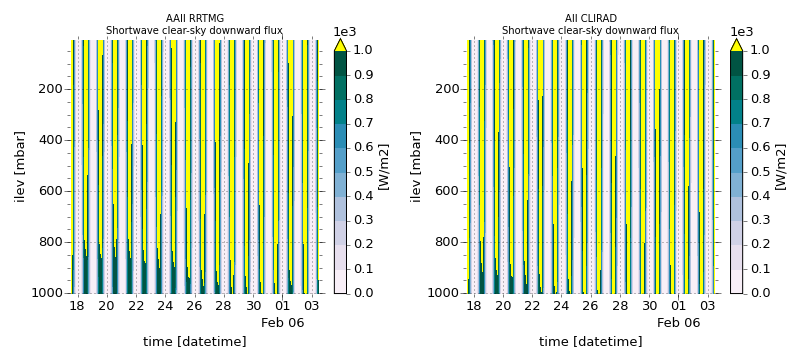 AAll RRTMG
Shortwave clear-sky downward flux
1e3
ilev [mbar]
200
400
600
800
1000
18 20 22 24 26 28 30 01 03
Feb 06
time [datetime]
1.0
0.9
0.8
0.7
0.6
0.5
0.4
0.3
0.2
0.1
0.0
[W/m2]
All CLIRAD
Shortwave clear-sky downward flux
1e3
ilev [mbar]
200
400
600
800
1000
18 20 22 24 26 28 30 01 03
Feb 06
time [datetime]
1.0
0.9
0.8
0.7
0.6
0.5
0.4
0.3
0.2
0.1
0.0
[W/m2]